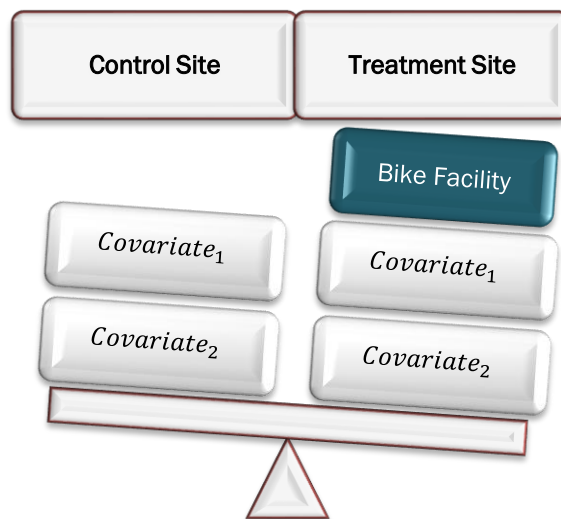 Control Site
Treatment Site
Bike Facility
Covariate₁
Covariate₁
Covariate₂
Covariate₂